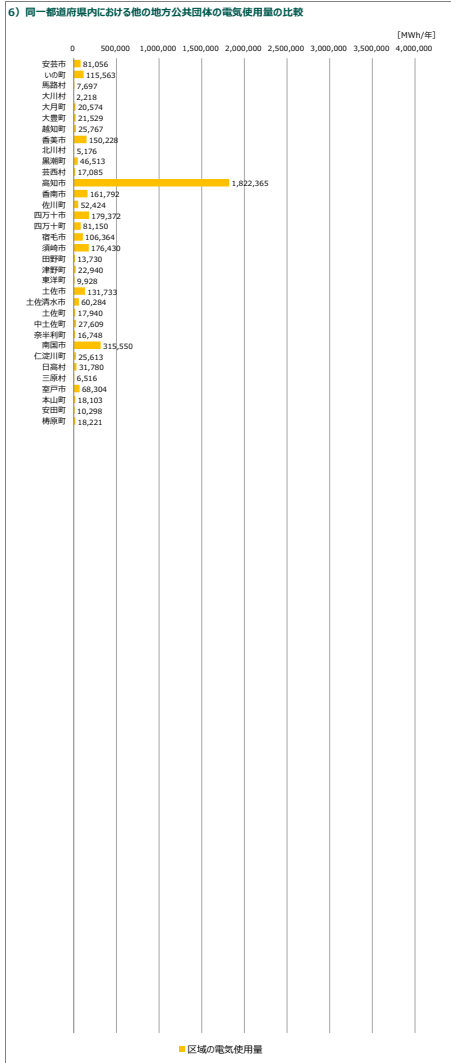 6）同一都道府県内における他の地方公共団体の電気使用量の比較
[MWh/年]
0 500,000 1,000,000 1,500,000 2,000,000 2,500,000 3,000,000 3,500,000 4,000,000
安芸市 81,056
いの町 115,563
馬路村 7,697
大川村 2,218
大月町 20,574
大豊町 21,529
越知町 25,767
香美市 150,228
北川村 5,176
黒潮町 46,513
芸西村 17,085
高知市 1,822,365
香南市 161,792
佐川町 52,424
四万十市 179,372
四万十町 81,150
宿毛市 106,364
須崎市 176,430
田野町 13,730
津野町 22,940
東洋町 9,928
土佐市 131,733
土佐清水市 60,284
土佐町 17,940
中土佐町 27,609
奈半利町 16,748
南国市 315,550
仁淀川町 25,613
日高村 31,780
三原村 6,516
室戸市 68,304
本山町 18,103
安田町 10,298
梼原町 18,221
区域の電気使用量